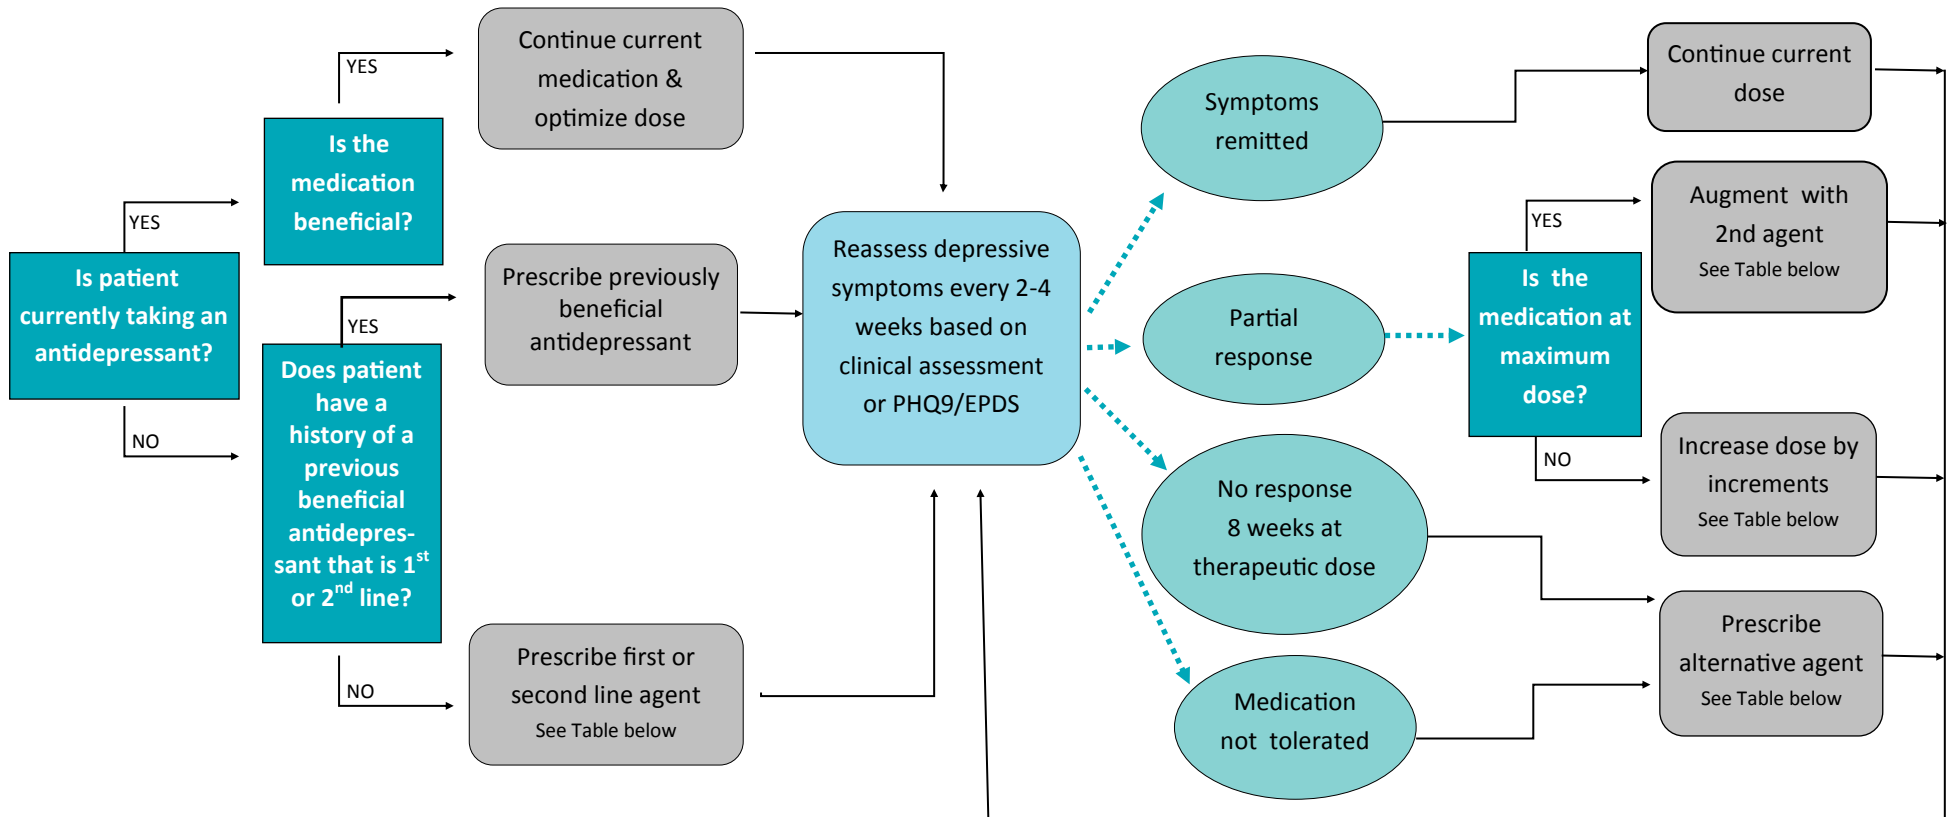 Is patient
currently taking an
antidepressant?
YES
NO
Is the
medication
beneficial?
YES
Does patient
have a
history of a
previous
beneficial
antidepres-
sant that is 1st
or 2nd line?
YES
NO
Continue current
medication &
optimize dose
Prescribe previously
beneficial
antidepressant
Prescribe first or
second line agent
See Table below
Reassess depressive
symptoms every 2-4
weeks based on
clinical assessment
or PHQ9/EPDS
Symptoms
remitted
Partial
response
No response
8 weeks at
therapeutic dose
Medication
not tolerated
Is the
medication at
maximum
dose?
YES
NO
Continue current
dose
Augment with
2nd agent
See Table below
Increase dose by
increments
See Table below
Prescribe
alternative agent
See Table below